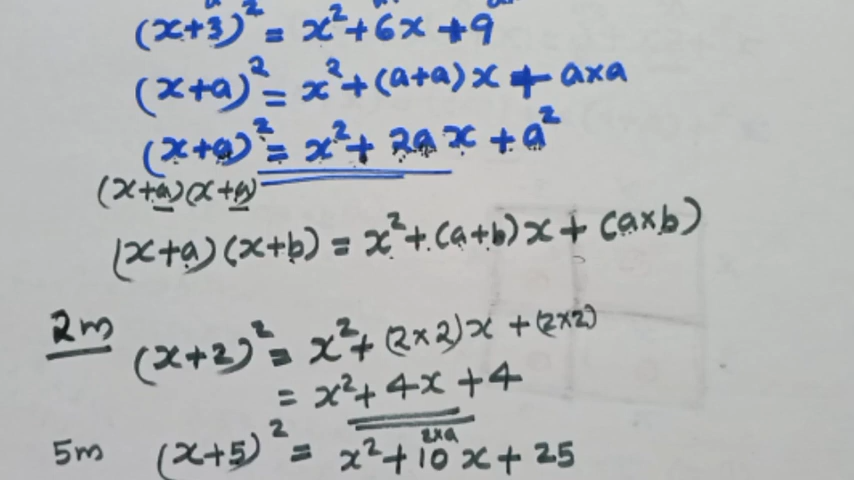 (x+3)² = x²+6x+9
(x+a)² = x²+(a+a)x + a×a
(x+a)² = x²+ 2ax +a²
(x+a)(x+a)
(x+a)(x+b) = x²+(a+b)x + (a×b)
2m (x+2)² = x²+(2×2)x +(2×2)
= x²+4x+4
2×a
5m (x+5)² = x²+10x+25